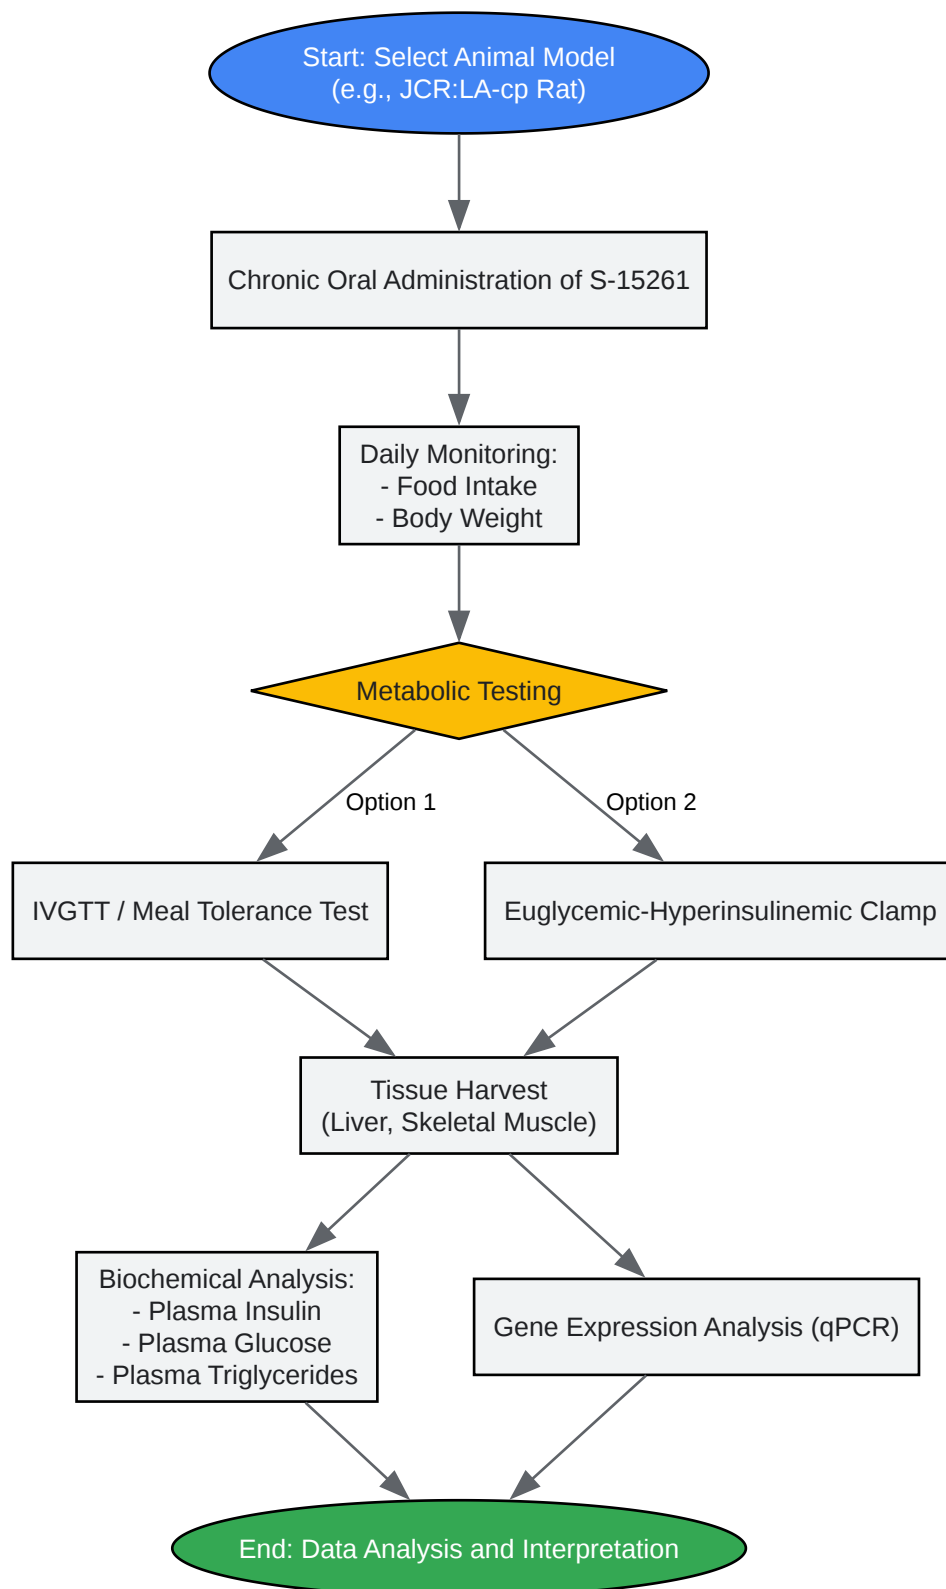 Start: Select Animal Model
(e.g., JCR:LA-cp Rat)
Chronic Oral Administration of S-15261
Daily Monitoring:
- Food Intake
- Body Weight
Metabolic Testing
Option 1
Option 2
IVGTT / Meal Tolerance Test
Euglycemic-Hyperinsulinemic Clamp
Tissue Harvest
(Liver, Skeletal Muscle)
Biochemical Analysis:
- Plasma Insulin
- Plasma Glucose
- Plasma Triglycerides
Gene Expression Analysis (qPCR)
End: Data Analysis and Interpretation